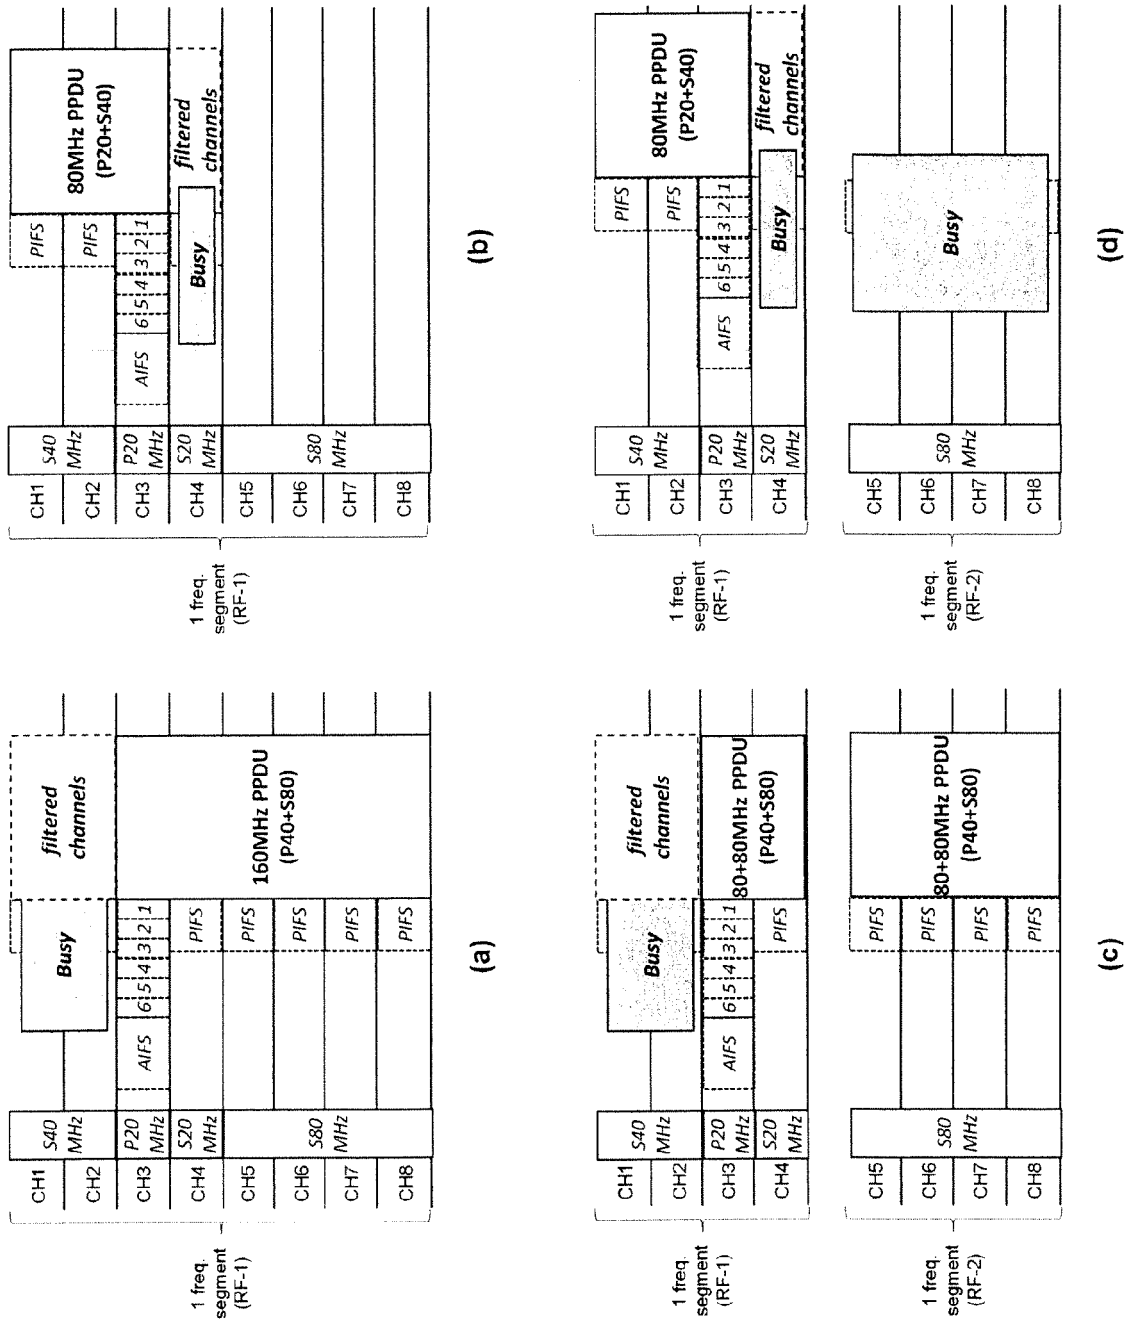 CH1
CH2
CH3
CH4
CH5
CH6
CH7
CH8
1 freq.
segment
(RF-1)
S40
MHz
P20
MHz
S20
MHz
S80
MHz
Busy
filtered
channels
AIFS
6 5 4 3 2 1
PIFS
PIFS
PIFS
PIFS
PIFS
160MHz PPDU
(P40+S80)
(a)
CH1
CH2
CH3
CH4
CH5
CH6
CH7
CH8
1 freq.
segment
(RF-1)
S40
MHz
P20
MHz
S20
MHz
S80
MHz
PIFS
PIFS
AIFS
6 5 4 3 2 1
80MHz PPDU
(P20+S40)
Busy
filtered
channels
(b)
CH1
CH2
CH3
CH4
1 freq.
segment
(RF-1)
S40
MHz
P20
MHz
S20
MHz
Busy
filtered
channels
AIFS
6 5 4 3 2 1
PIFS
80+80MHz PPDU
(P40+S80)
CH5
CH6
CH7
CH8
1 freq.
segment
(RF-2)
S80
MHz
PIFS
PIFS
PIFS
PIFS
80+80MHz PPDU
(P40+S80)
(c)
CH1
CH2
CH3
CH4
1 freq.
segment
(RF-1)
S40
MHz
P20
MHz
S20
MHz
PIFS
PIFS
AIFS
6 5 4 3 2 1
80MHz PPDU
(P20+S40)
Busy
filtered
channels
CH5
CH6
CH7
CH8
1 freq.
segment
(RF-2)
S80
MHz
Busy
(d)